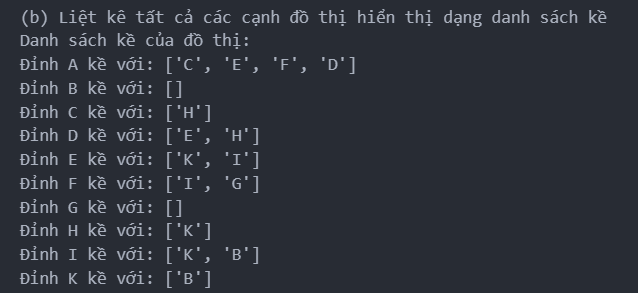 (b) Liệt kê tất cả các cạnh đồ thị hiển thị dạng danh sách kề
Danh sách kề của đồ thị:
Đỉnh A kề với: ['C', 'E', 'F', 'D']
Đỉnh B kề với: []
Đỉnh C kề với: ['H']
Đỉnh D kề với: ['E', 'H']
Đỉnh E kề với: ['K', 'I']
Đỉnh F kề với: ['I', 'G']
Đỉnh G kề với: []
Đỉnh H kề với: ['K']
Đỉnh I kề với: ['K', 'B']
Đỉnh K kề với: ['B']